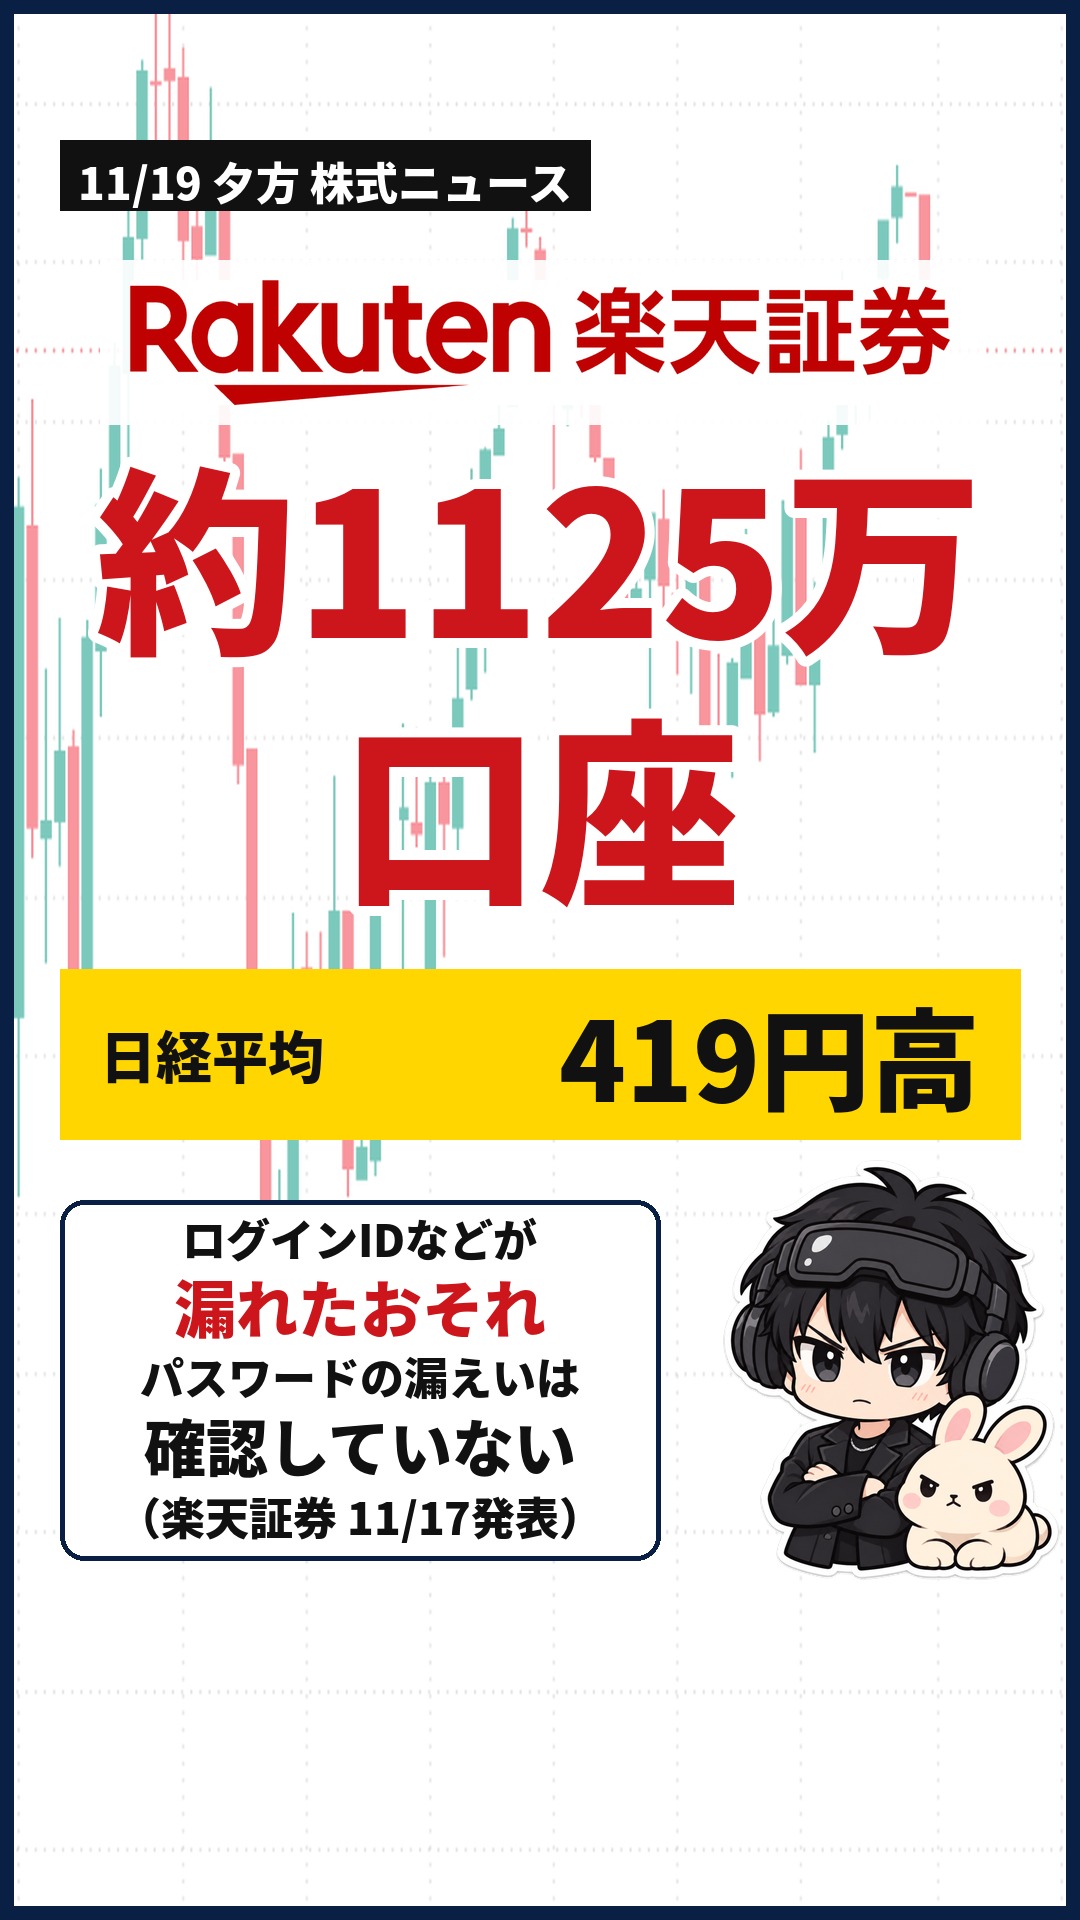 11/19 夕方 株式ニュース
Rakuten 楽天証券
約1125万
口座
日経平均 419円高
ログインIDなどが
漏れたおそれ
パスワードの漏えいは
確認していない
（楽天証券 11/17発表）